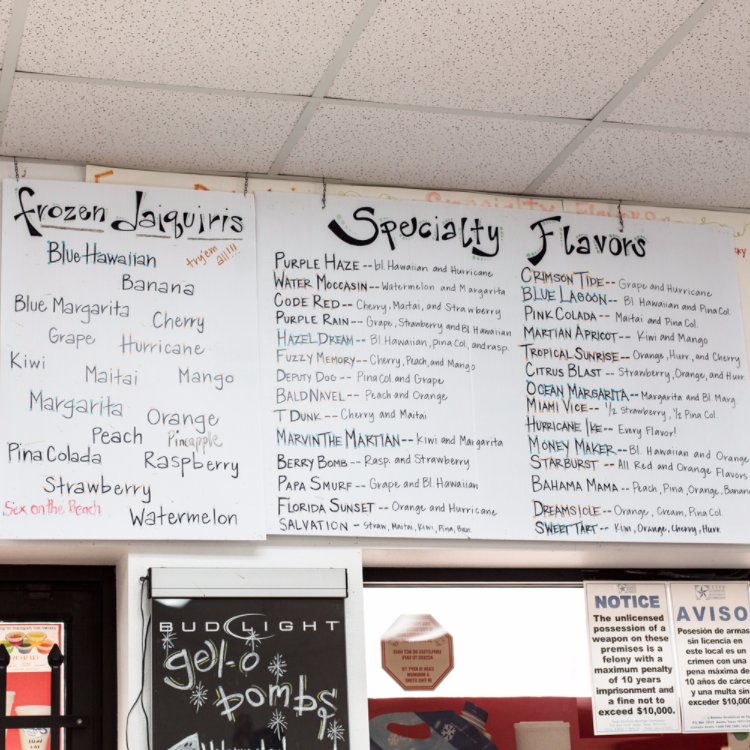 frozen daiquiris
try'em
all!!!
Blue Hawaiian
Banana
Blue Margarita
Cherry
Grape
Hurricane
Kiwi
Maitai
Mango
Margarita
Orange
Peach
Pineapple
Pina Colada
Raspberry
Strawberry
Sex on the Beach
Watermelon
Specialty Flavors
PURPLE HAZE -- bl. Hawaiian and Hurricane
WATER MOCCASIN -- Watermelon and Margarita
CODE RED -- Cherry, Maitai, and Strawberry
PURPLE RAIN -- Grape, Strawberry and Bl Hawaiian
HAZEL DREAM -- Bl. Hawaiian, Pina Col, and rasp.
FUZZY MEMORY -- Cherry, Peach, and Mango
DEPUTY DOG -- Pina Col and Grape
BALD NAVEL -- Peach and Orange
T DUNK -- Cherry and Maitai
MARVIN THE MARTIAN -- Kiwi and Margarita
BERRY BOMB -- Rasp. and Strawberry
PAPA SMURF -- Grape and Bl. Hawaiian
FLORIDA SUNSET -- Orange and Hurricane
SALVATION - Straw, Maitai, Kiwi, Pina, Ban.
CRIMSON TIDE -- Grape and Hurricane
BLUE LAGOON -- Bl. Hawaiian and Pina Col.
PINK COLADA -- Maitai and Pina Col.
MARTIAN APRICOT -- Kiwi and Mango
TROPICAL SUNRISE -- Orange, Hurr., and Cherry
CITRUS BLAST -- Strawberry, Orange, and Hurr.
OCEAN MARGARITA -- Margarita and Bl. Marg.
MIAMI VICE -- 1/2 Strawberry, 1/2 Pina Col.
HURRICANE IKE -- Every Flavor!
MONEY MAKER -- Bl. Hawaiian and Orange
STARBURST -- All Red and Orange Flavors
BAHAMA MAMA -- Peach, Pina, Orange, Banan
DREAMSICLE -- Orange, Cream, Pina Col.
SWEET TART -- Kiwi, Orange, Cherry, Hurr.
BUD LIGHT
gell-o
bombs
NOTICE
The unlicensed
possession of a
weapon on these
premises is a
felony with a
maximum penalty
of 10 years
imprisonment and
a fine not to
exceed $10,000.
AVISO
Posesión de armas
sin licencia en
este local es un
crimen con una
pena máxima de
10 años de cárce
y una multa sin
exceder $10,00